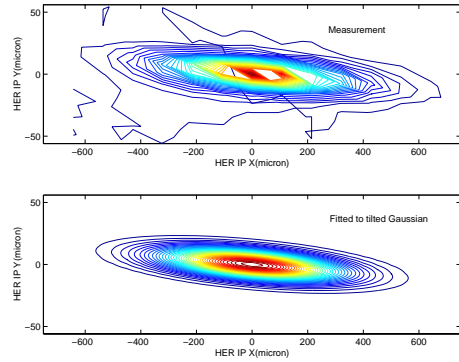 50
0
−50
HER IP Y(micron)
Measurement
−600 −400 −200 0 200 400 600
HER IP X(micron)
50
0
−50
HER IP Y(micron)
Fitted to tilted Gaussian
−600 −400 −200 0 200 400 600
HER IP X(micron)